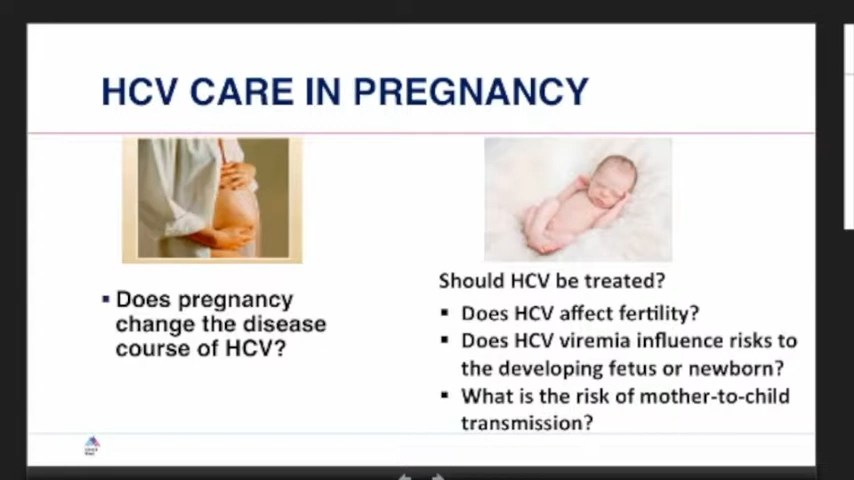 HCV CARE IN PREGNANCY
▪ Does pregnancy
change the disease
course of HCV?
Should HCV be treated?
▪ Does HCV affect fertility?
▪ Does HCV viremia influence risks to
the developing fetus or newborn?
▪ What is the risk of mother-to-child
transmission?